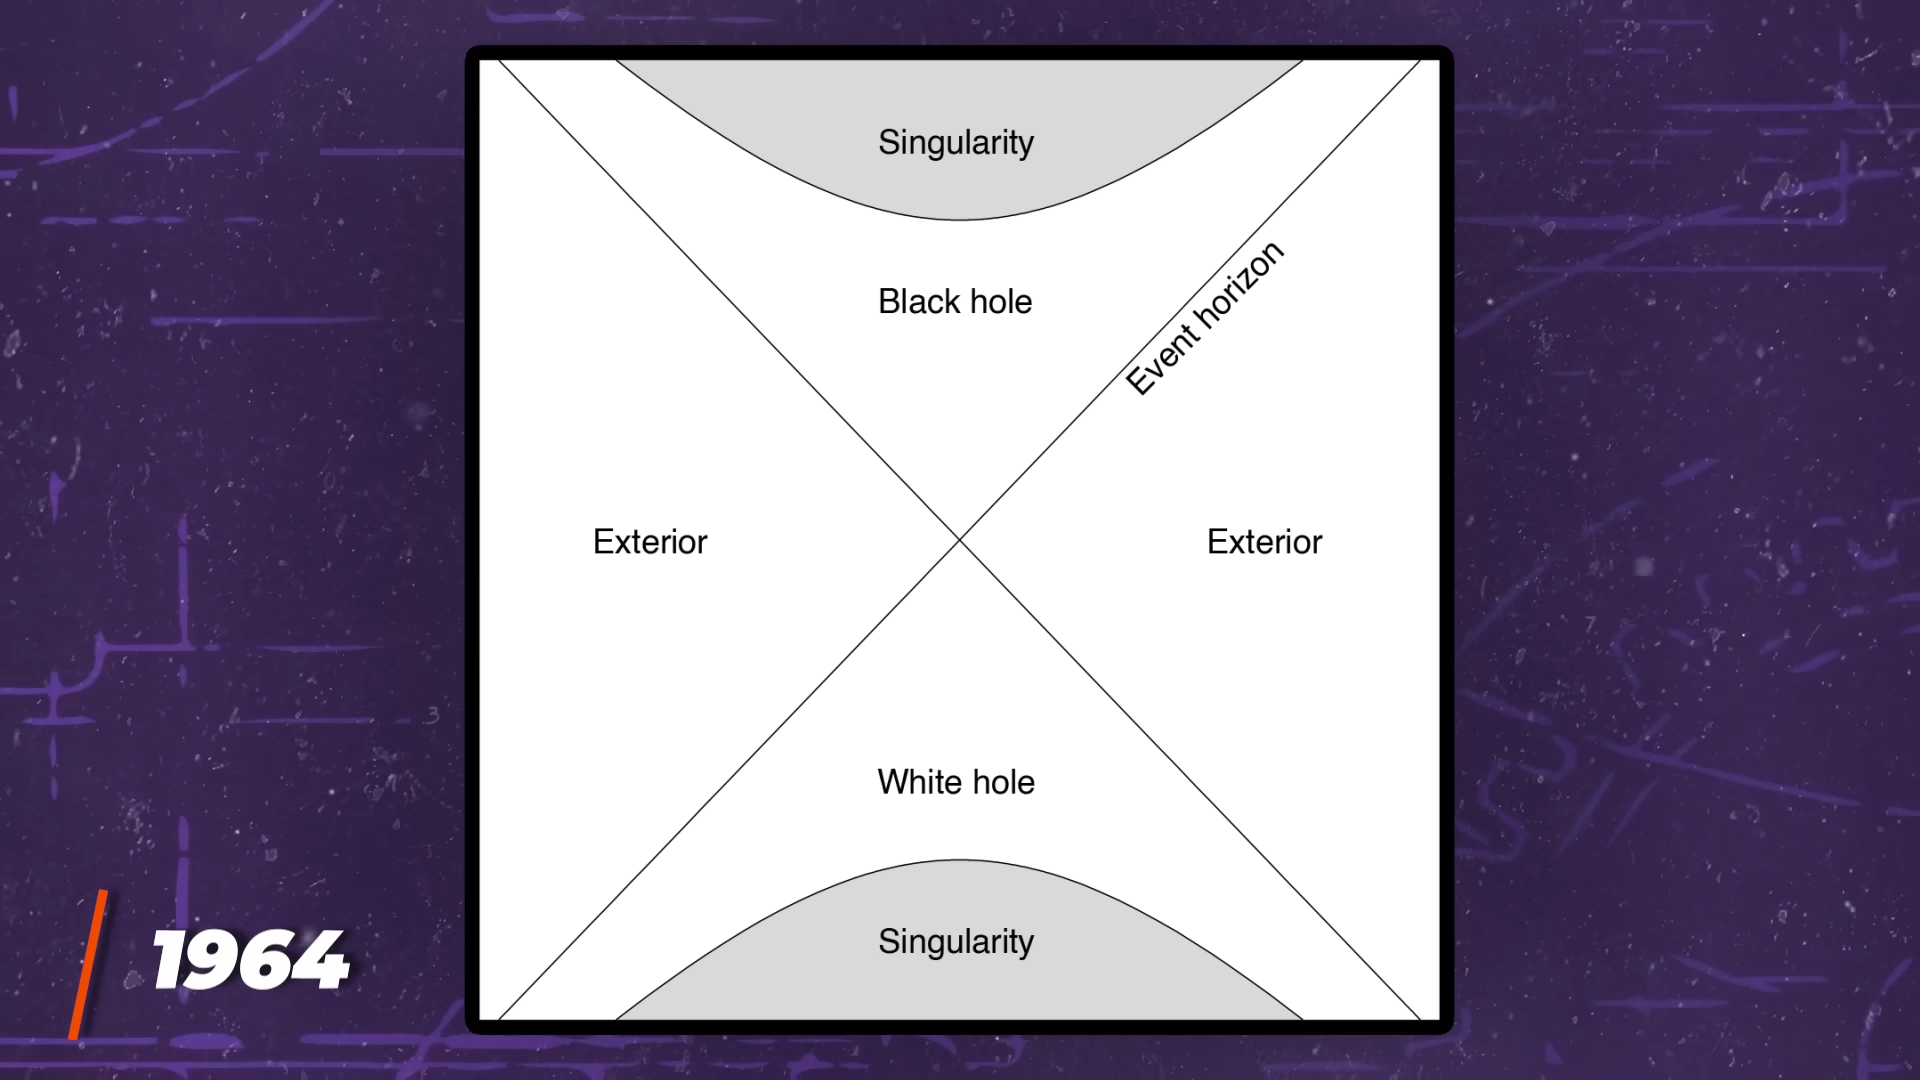 Singularity
Black hole
Event horizon
Exterior
Exterior
White hole
Singularity
1964